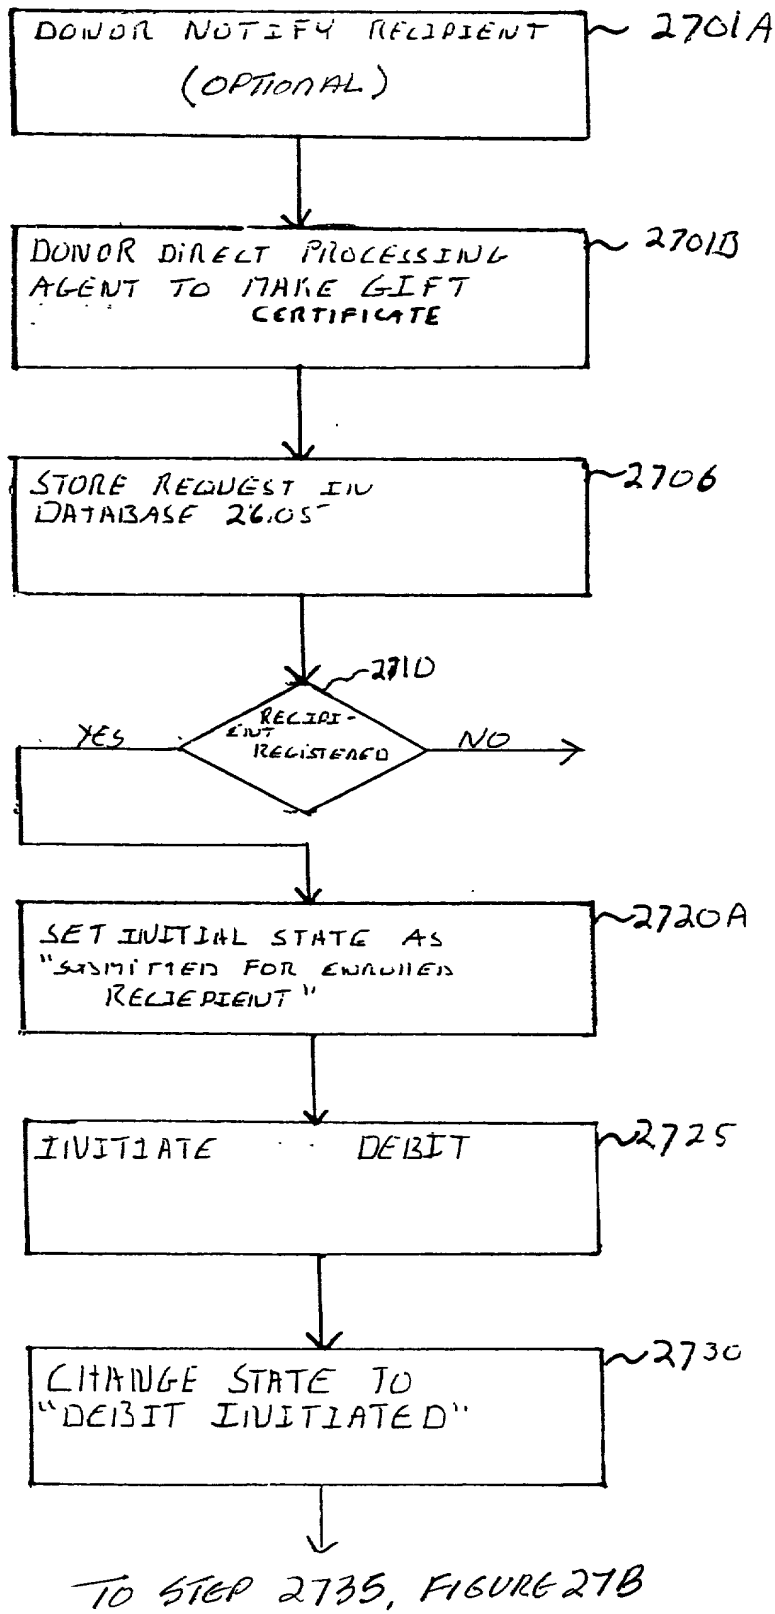 DONOR NOTIFY RECIPIENT
(OPTIONAL)
2701A
DONOR DIRECT PROCESSING
AGENT TO MAKE GIFT
CERTIFICATE
2701B
STORE REQUEST IN
DATABASE 2605
2706
2710
RECIPI-
ENT
REGISTERED
YES
NO
SET INITIAL STATE AS
"SUBMITTED FOR ENROLLED
RECIEPIENT"
2720A
INITIATE DEBIT
2725
CHANGE STATE TO
"DEBIT INITIATED"
2730
TO STEP 2735, FIGURE 27B